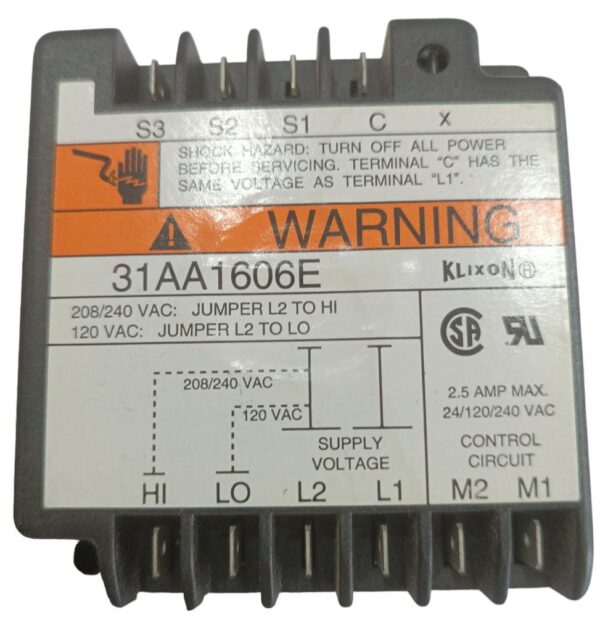 S3 S2 S1 C X
SHOCK HAZARD: TURN OFF ALL POWER
BEFORE SERVICING. TERMINAL "C" HAS THE
SAME VOLTAGE AS TERMINAL "L1".
WARNING
31AA1606E KLIXON
208/240 VAC: JUMPER L2 TO HI
120 VAC: JUMPER L2 TO LO
208/240 VAC
120 VAC
SUPPLY
VOLTAGE
HI LO L2 L1
2.5 AMP MAX.
24/120/240 VAC
CONTROL
CIRCUIT
M2 M1